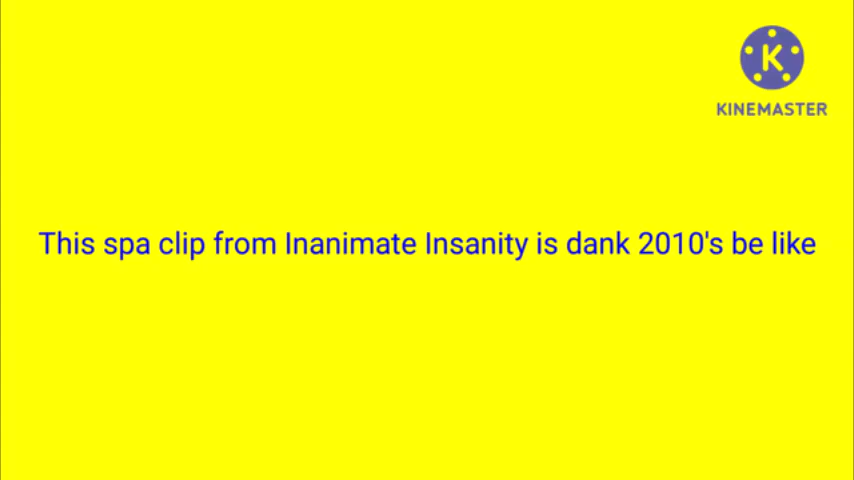 K
KINEMASTER
This spa clip from Inanimate Insanity is dank 2010's be like